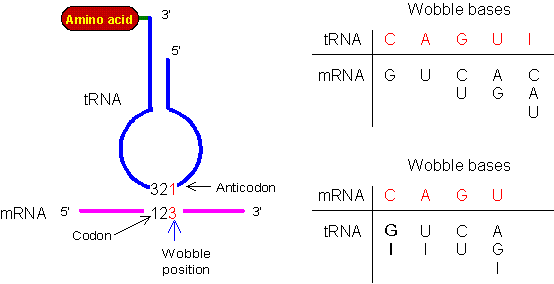 Amino acid 3'
5'
tRNA
321 Anticodon
mRNA 5' 123 3'
Codon
Wobble
position
Wobble bases
tRNA C A G U I
mRNA G U C A C
U G A
U
Wobble bases
mRNA C A G U
tRNA G U C A
I I U G
I